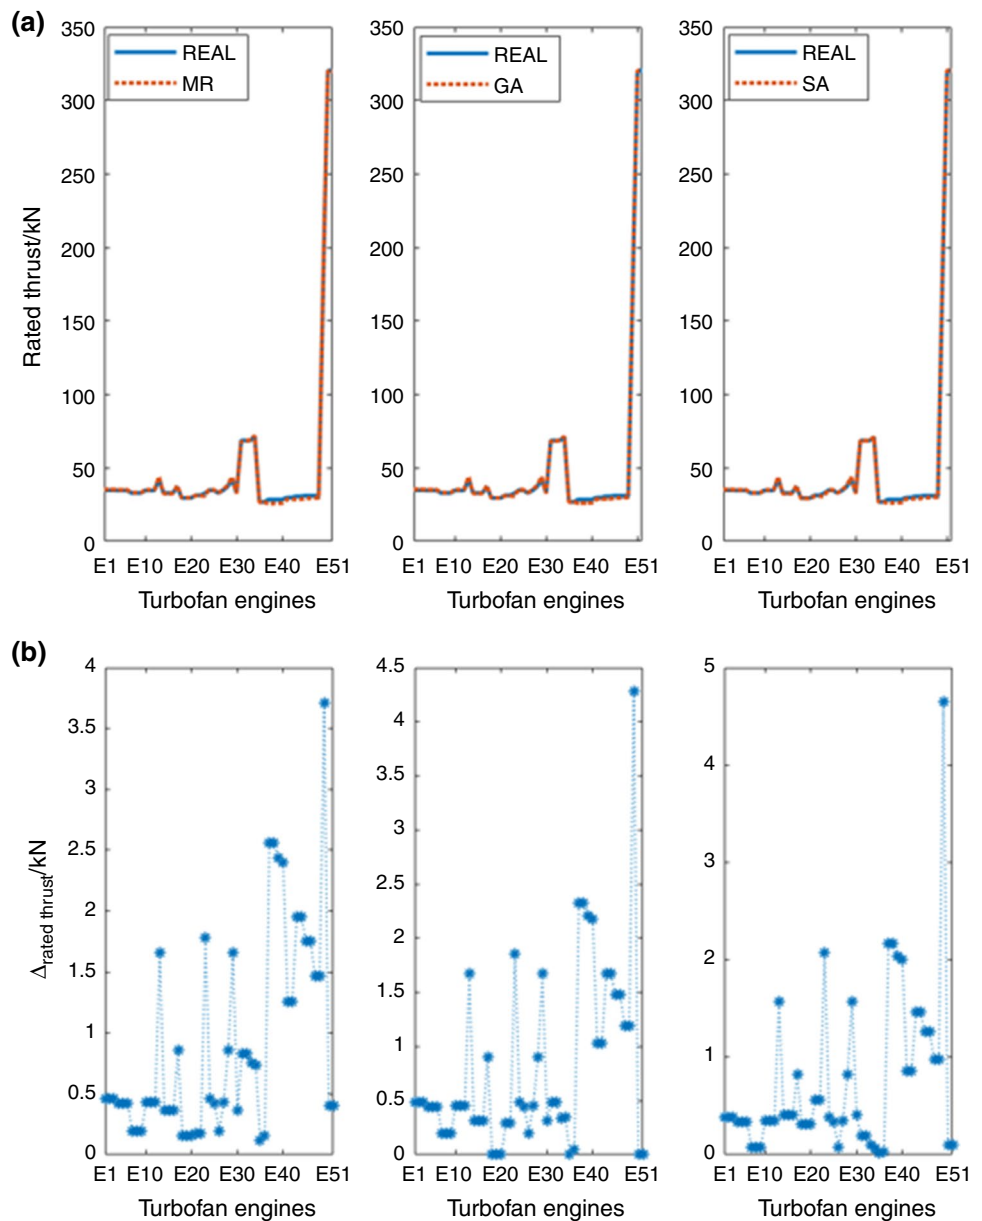 (a)
350
300
250
200
150
100
50
0
Rated thrust/kN
REAL
MR
E1 E10 E20 E30 E40 E51
Turbofan engines
350
300
250
200
150
100
50
0
REAL
GA
E1 E10 E20 E30 E40 E51
Turbofan engines
350
300
250
200
150
100
50
0
REAL
SA
E1 E10 E20 E30 E40 E51
Turbofan engines
(b)
4
3.5
3
2.5
2
1.5
1
0.5
0
Δrated thrust/kN
E1 E10 E20 E30 E40 E51
Turbofan engines
4.5
4
3.5
3
2.5
2
1.5
1
0.5
0
E1 E10 E20 E30 E40 E51
Turbofan engines
5
4
3
2
1
0
E1 E10 E20 E30 E40 E51
Turbofan engines